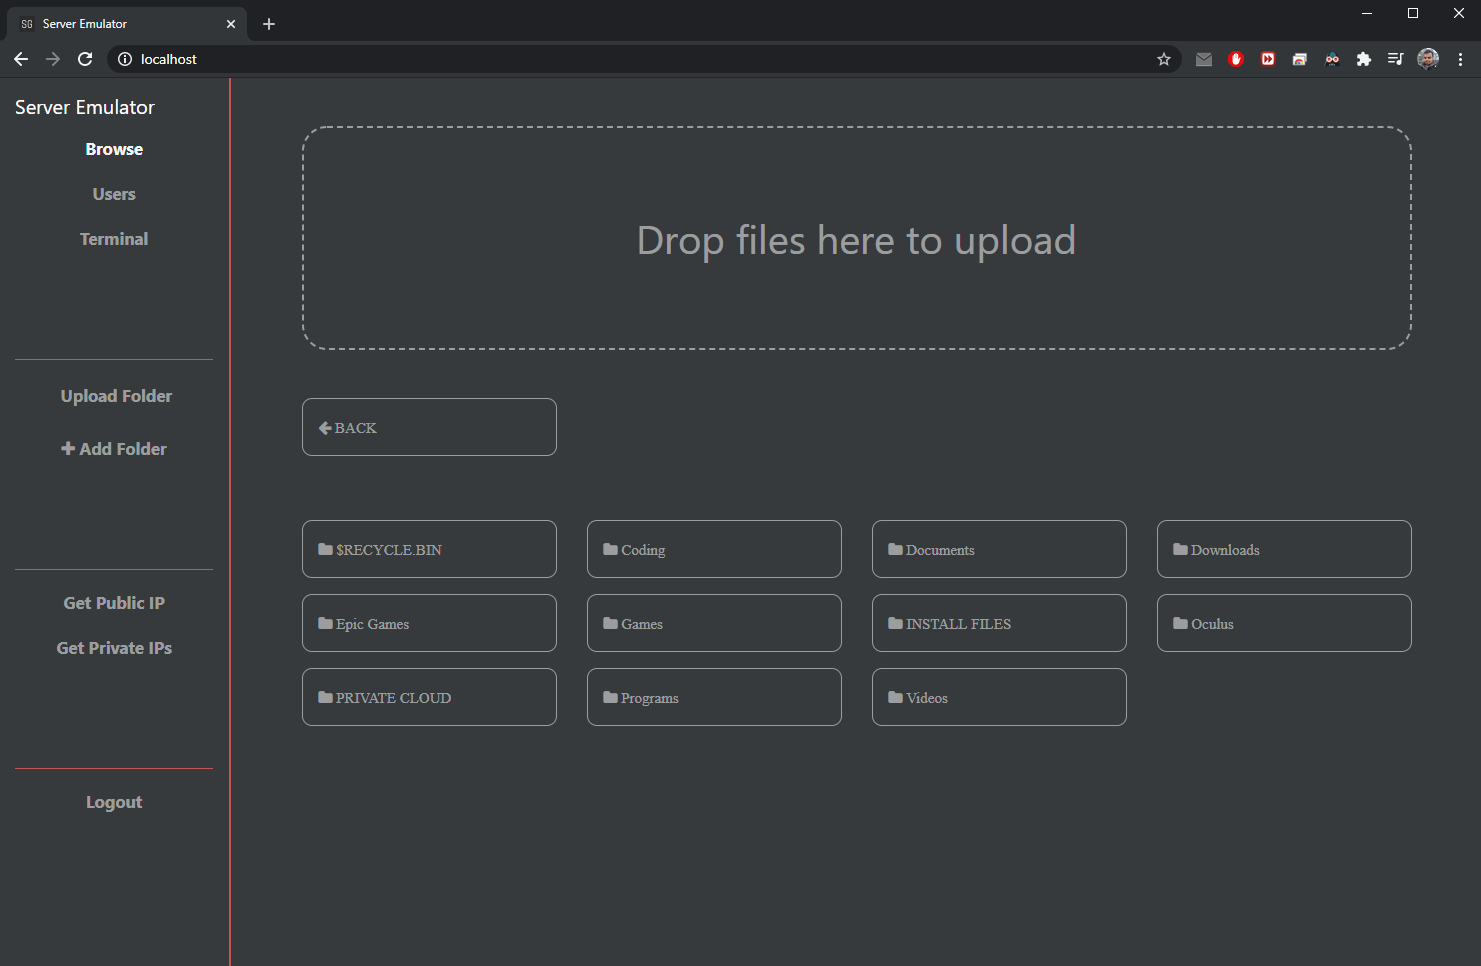 SG Server Emulator
localhost
Server Emulator
Browse
Users
Terminal
Upload Folder
Add Folder
Get Public IP
Get Private IPs
Logout
Drop files here to upload
BACK
$RECYCLE.BIN
Coding
Documents
Downloads
Epic Games
Games
INSTALL FILES
Oculus
PRIVATE CLOUD
Programs
Videos